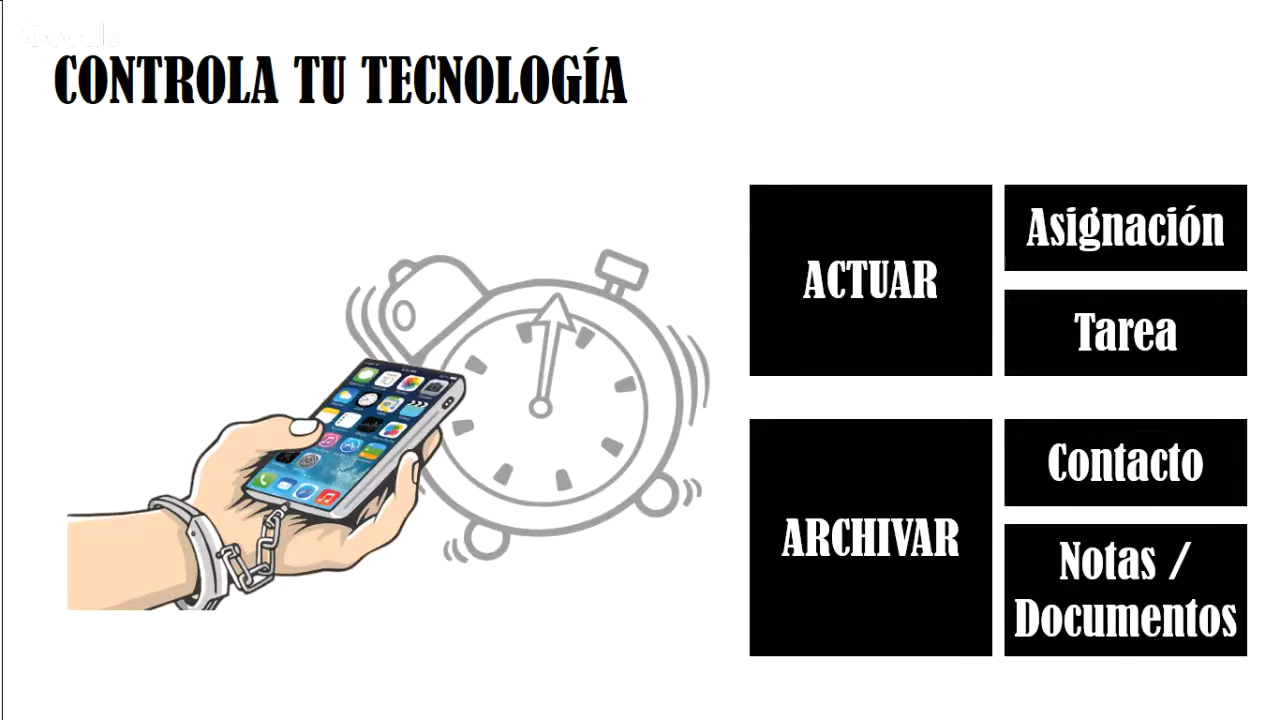 CONTROLA TU TECNOLOGÍA
ACTUAR
Asignación
Tarea
ARCHIVAR
Contacto
Notas /
Documentos